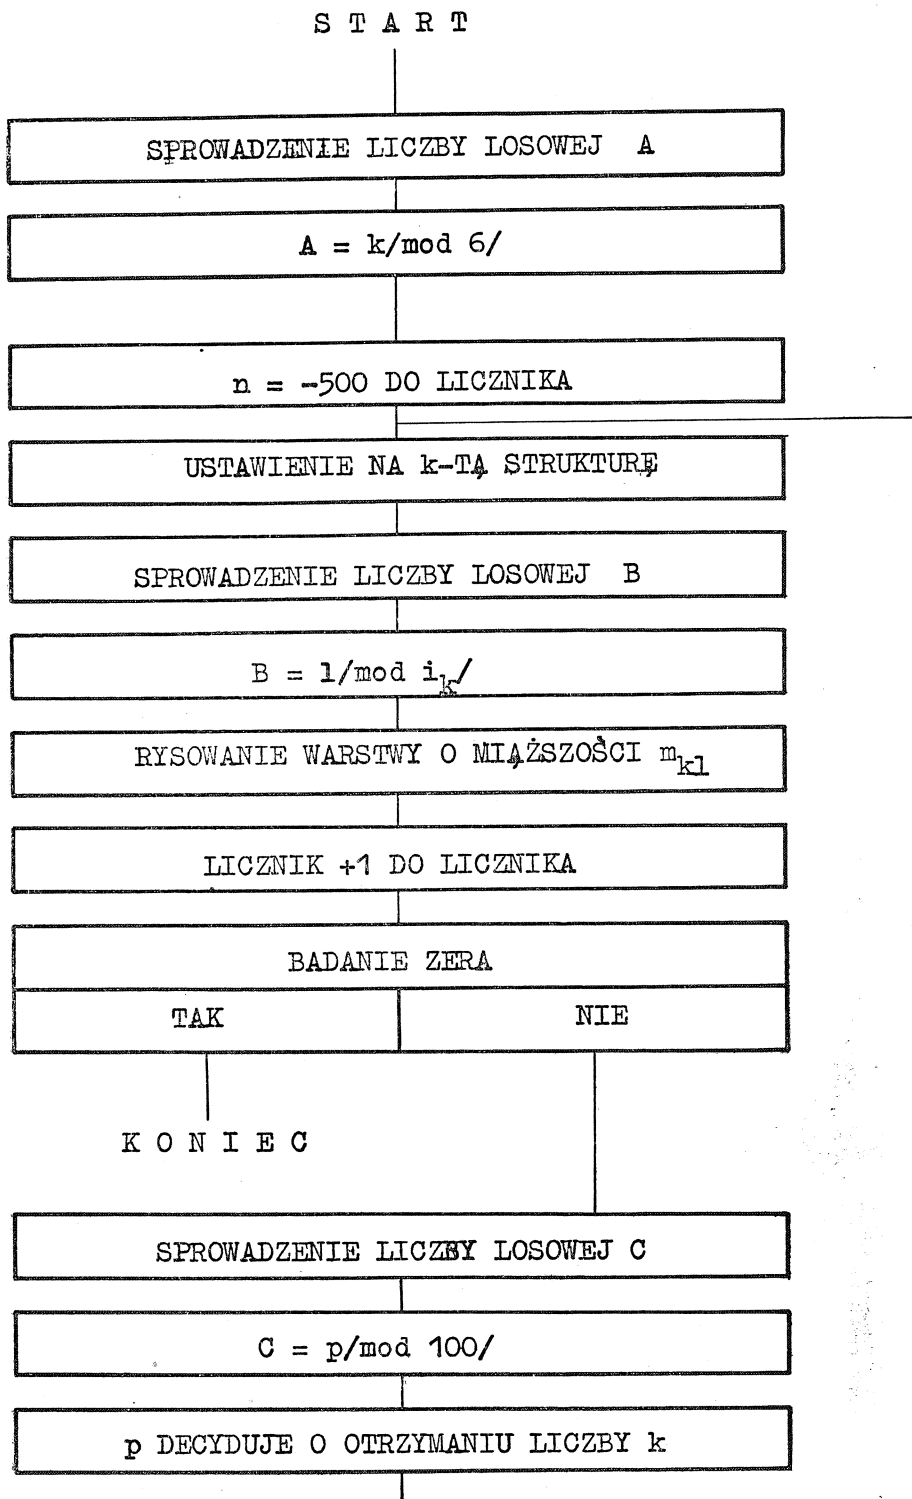 S T A R T
SPROWADZENIE LICZBY LOSOWEJ A
A = k/mod 6/
n = -500 DO LICZNIKA
USTAWIENIE NA k-TĄ STRUKTURĘ
SPROWADZENIE LICZBY LOSOWEJ B
B = l/mod i_k/
RYSOWANIE WARSTWY O MIĄŻSZOŚCI m_kl
LICZNIK +1 DO LICZNIKA
BADANIE ZERA
TAK NIE
K O N I E C
SPROWADZENIE LICZBY LOSOWEJ C
C = p/mod 100/
p DECYDUJE O OTRZYMANIU LICZBY k